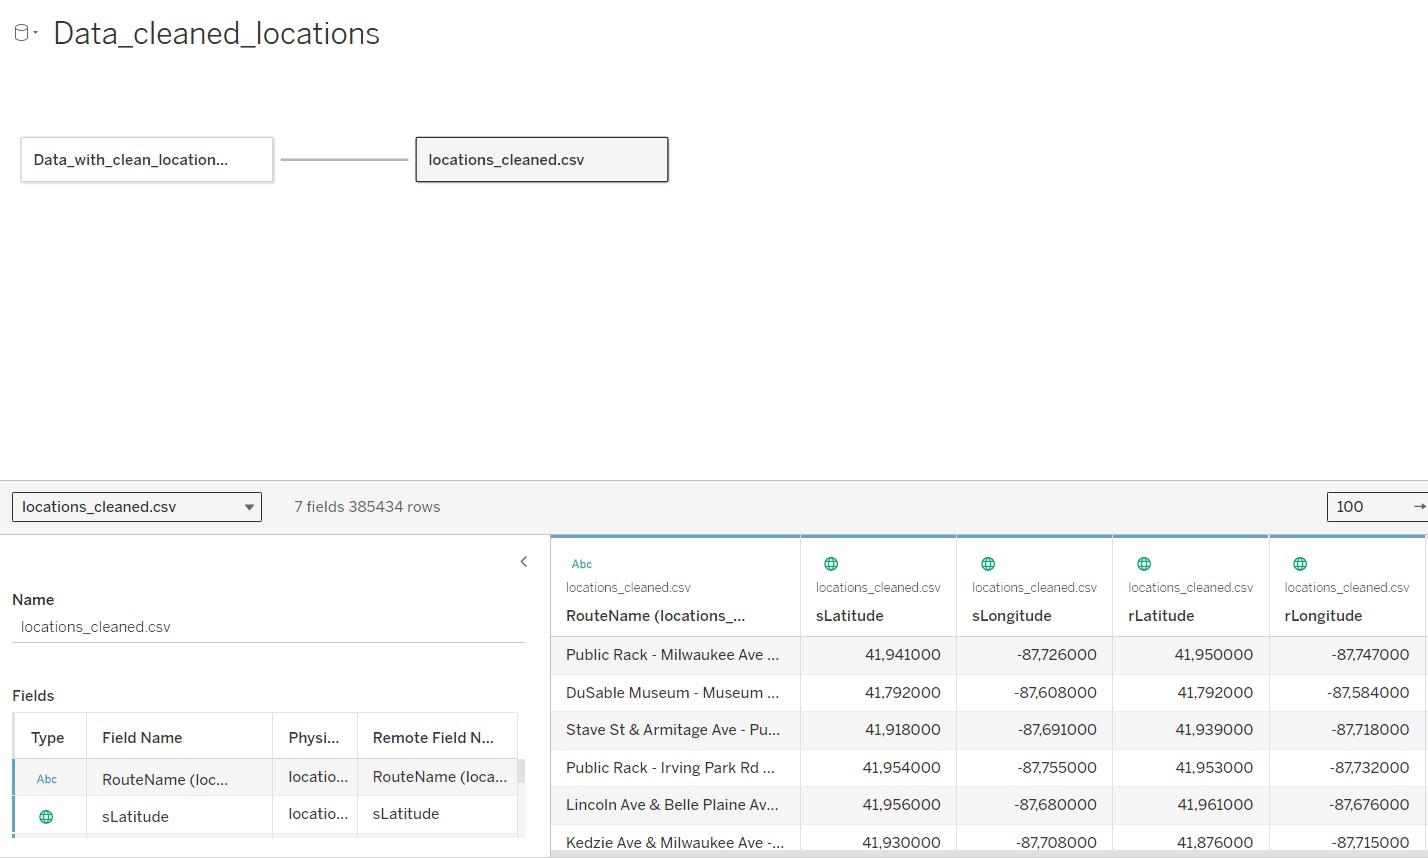 Data_cleaned_locations
Data_with_clean_location...
locations_cleaned.csv
locations_cleaned.csv
7 fields 385434 rows
100
Name
locations_cleaned.csv
Fields
Type Field Name Physi... Remote Field N...
Abc RouteName (loc... locatio... RouteName (loca...
sLatitude locatio... sLatitude
Abc
locations_cleaned.csv locations_cleaned.csv locations_cleaned.csv locations_cleaned.csv locations_cleaned.csv
RouteName (locations_... sLatitude sLongitude rLatitude rLongitude
Public Rack - Milwaukee Ave ... 41,941000 -87,726000 41,950000 -87,747000
DuSable Museum - Museum ... 41,792000 -87,608000 41,792000 -87,584000
Stave St & Armitage Ave - Pu... 41,918000 -87,691000 41,939000 -87,718000
Public Rack - Irving Park Rd ... 41,954000 -87,755000 41,953000 -87,732000
Lincoln Ave & Belle Plaine Av... 41,956000 -87,680000 41,961000 -87,676000
Kedzie Ave & Milwaukee Ave -... 41,930000 -87,708000 41,876000 -87,715000